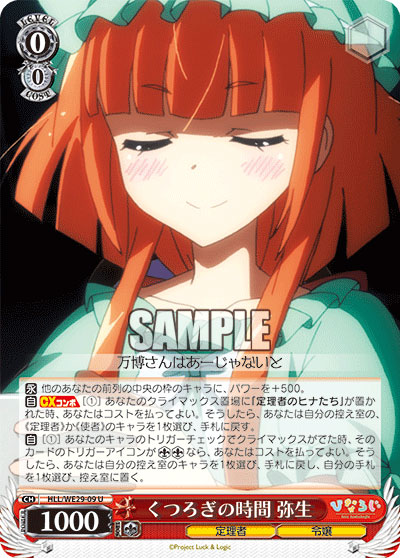 LEVEL
0
0
COST
SAMPLE
万博さんはあーじゃないと
永 他のあなたの前列の中央の枠のキャラに、パワーを+500。
自 CXコンボ [①] あなたのクライマックス置場に「定理者のヒナたち」が置か
れた時、あなたはコストを払ってよい。そうしたら、あなたは自分の控え室の、
《定理者》か《使者》のキャラを1枚選び、手札に戻す。
自 [①] あなたのキャラのトリガーチェックでクライマックスがでた時、そ
のカードのトリガーアイコンが なら、あなたはコストを払ってよい。そう
したら、あなたは自分の控え室のキャラを1枚選び、手札に戻し、自分の手札
を1枚選び、控え室に置く。
CH HLL/WE29-09 U
1000
くつろぎの時間 弥生
ひなろじ
定理者
令嬢
©Project Luck & Logic